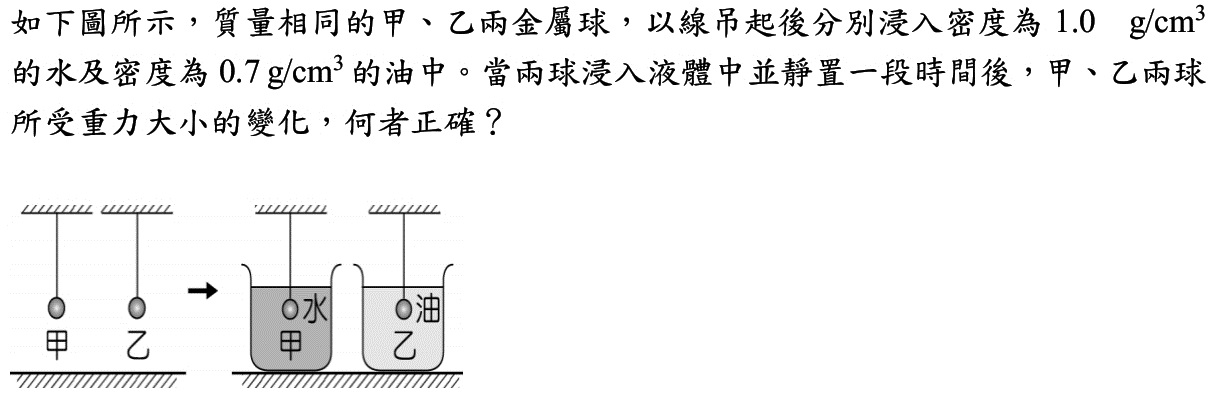 如下圖所示，質量相同的甲、乙兩金屬球，以線吊起後分別浸入密度為 1.0 g/cm³
的水及密度為 0.7 g/cm³ 的油中。當兩球浸入液體中並靜置一段時間後，甲、乙兩球
所受重力大小的變化，何者正確？
水 油
甲 乙 甲 乙